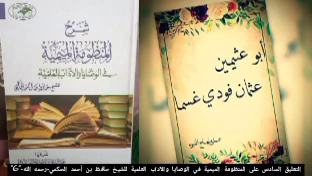 شرح
المنظومة الميمية
في الوصايا والآداب العلمية
أبو عثيمين
عثمان فودي غسما
التعليق السادس على المنظومة الميمية في الوصايا والآداب العلمية للشيخ حافظ بن أحمد الحكمي-رحمه الله-"G"